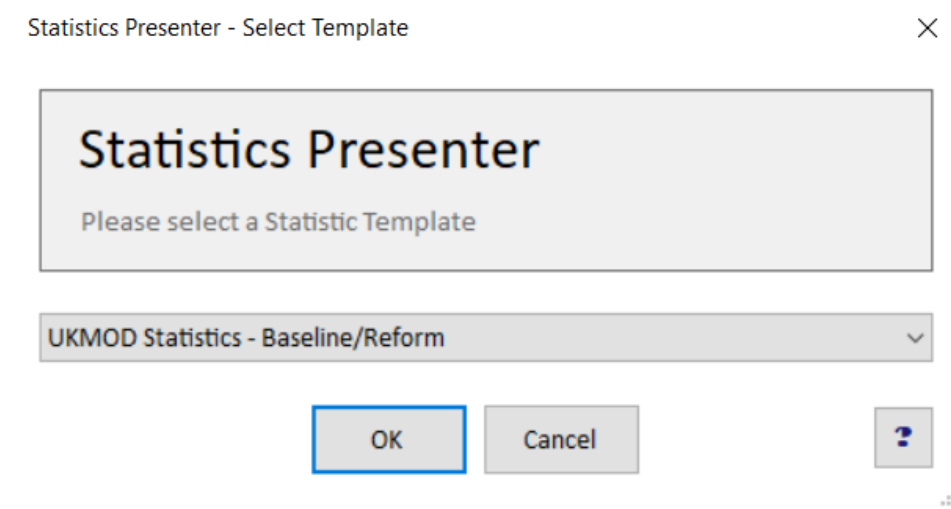 Statistics Presenter - Select Template
Statistics Presenter
Please select a Statistic Template
UKMOD Statistics - Baseline/Reform
OK
Cancel
?